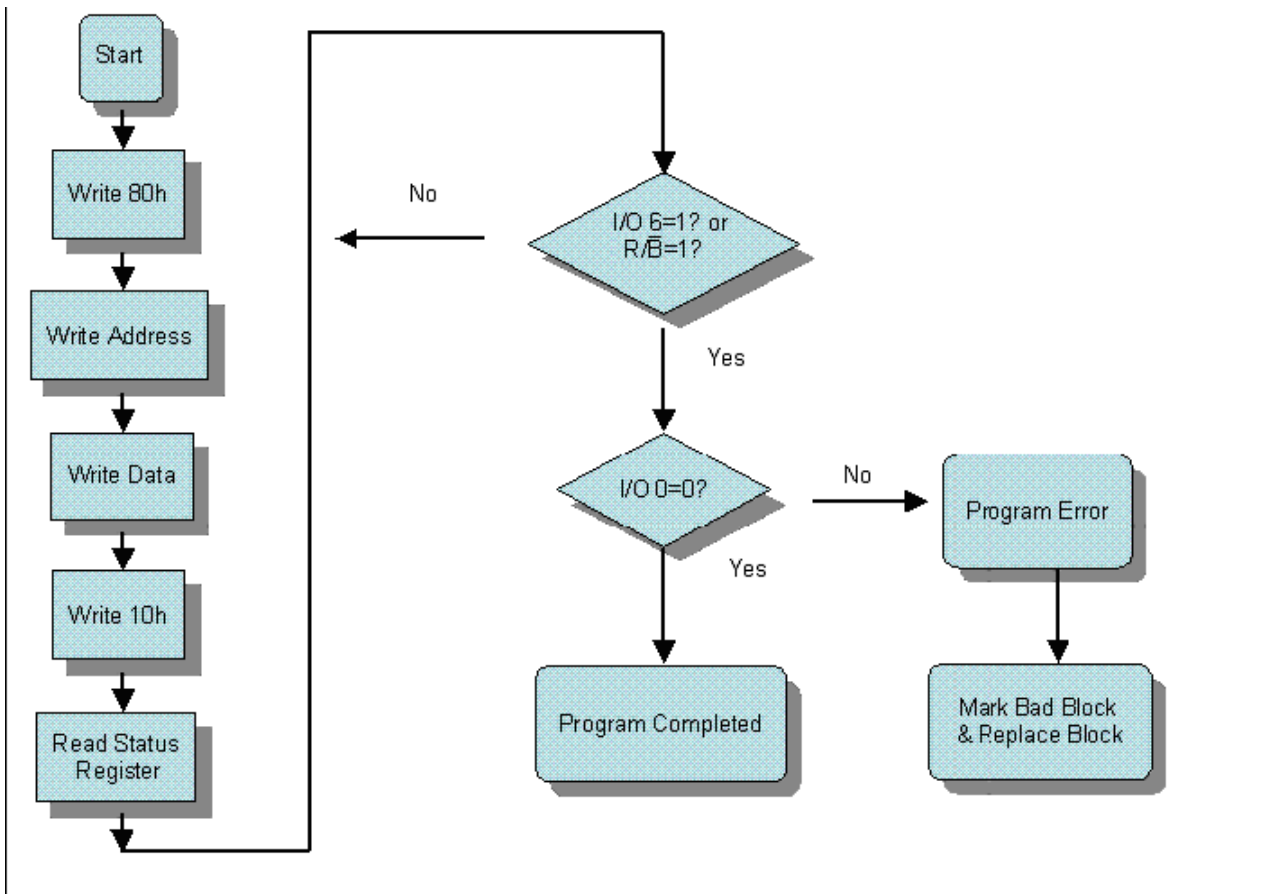 Start
Write 80h
Write Address
Write Data
Write 10h
Read Status
Register
No
I/O 6=1? or
R/B̅=1?
Yes
I/O 0=0?
No
Yes
Program Error
Program Completed
Mark Bad Block
& Replace Block